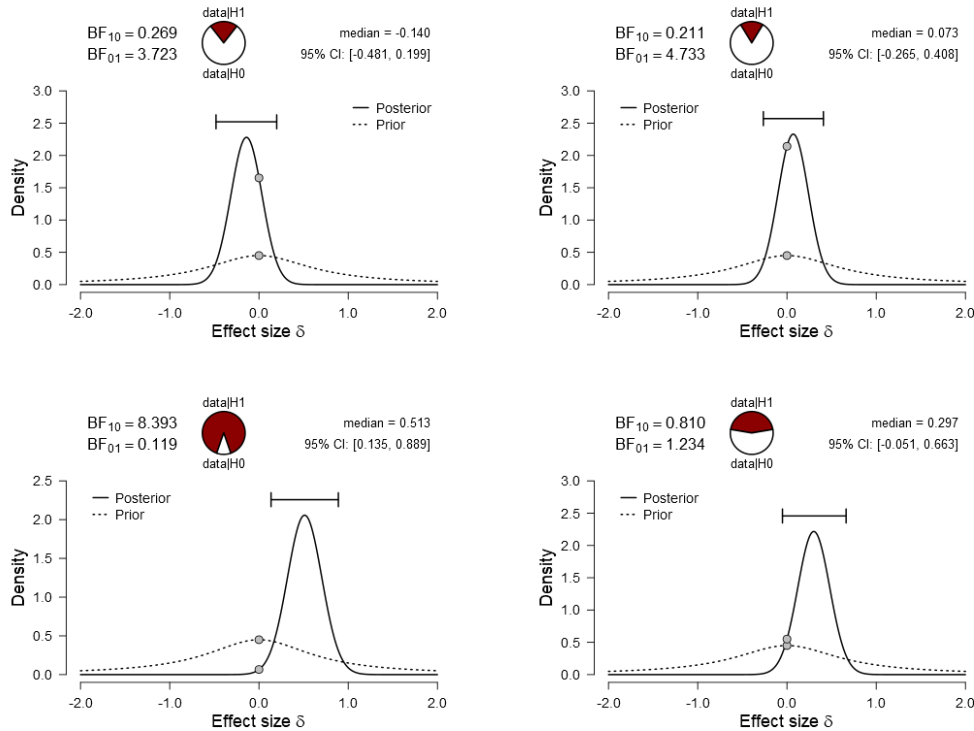 data|H1
BF10 = 0.269
median = -0.140
BF01 = 3.723
95% CI: [-0.481, 0.199]
data|H0
3.0
2.5
2.0
1.5
1.0
0.5
0.0
Density
Posterior
Prior
-2.0 -1.0 0.0 1.0 2.0
Effect size δ
data|H1
BF10 = 0.211
median = 0.073
BF01 = 4.733
95% CI: [-0.265, 0.408]
data|H0
3.0
2.5
2.0
1.5
1.0
0.5
0.0
Density
Posterior
Prior
-2.0 -1.0 0.0 1.0 2.0
Effect size δ
data|H1
BF10 = 8.393
median = 0.513
BF01 = 0.119
95% CI: [0.135, 0.889]
data|H0
2.5
2.0
1.5
1.0
0.5
0.0
Density
Posterior
Prior
-2.0 -1.0 0.0 1.0 2.0
Effect size δ
data|H1
BF10 = 0.810
median = 0.297
BF01 = 1.234
95% CI: [-0.051, 0.663]
data|H0
3.0
2.5
2.0
1.5
1.0
0.5
0.0
Density
Posterior
Prior
-2.0 -1.0 0.0 1.0 2.0
Effect size δ